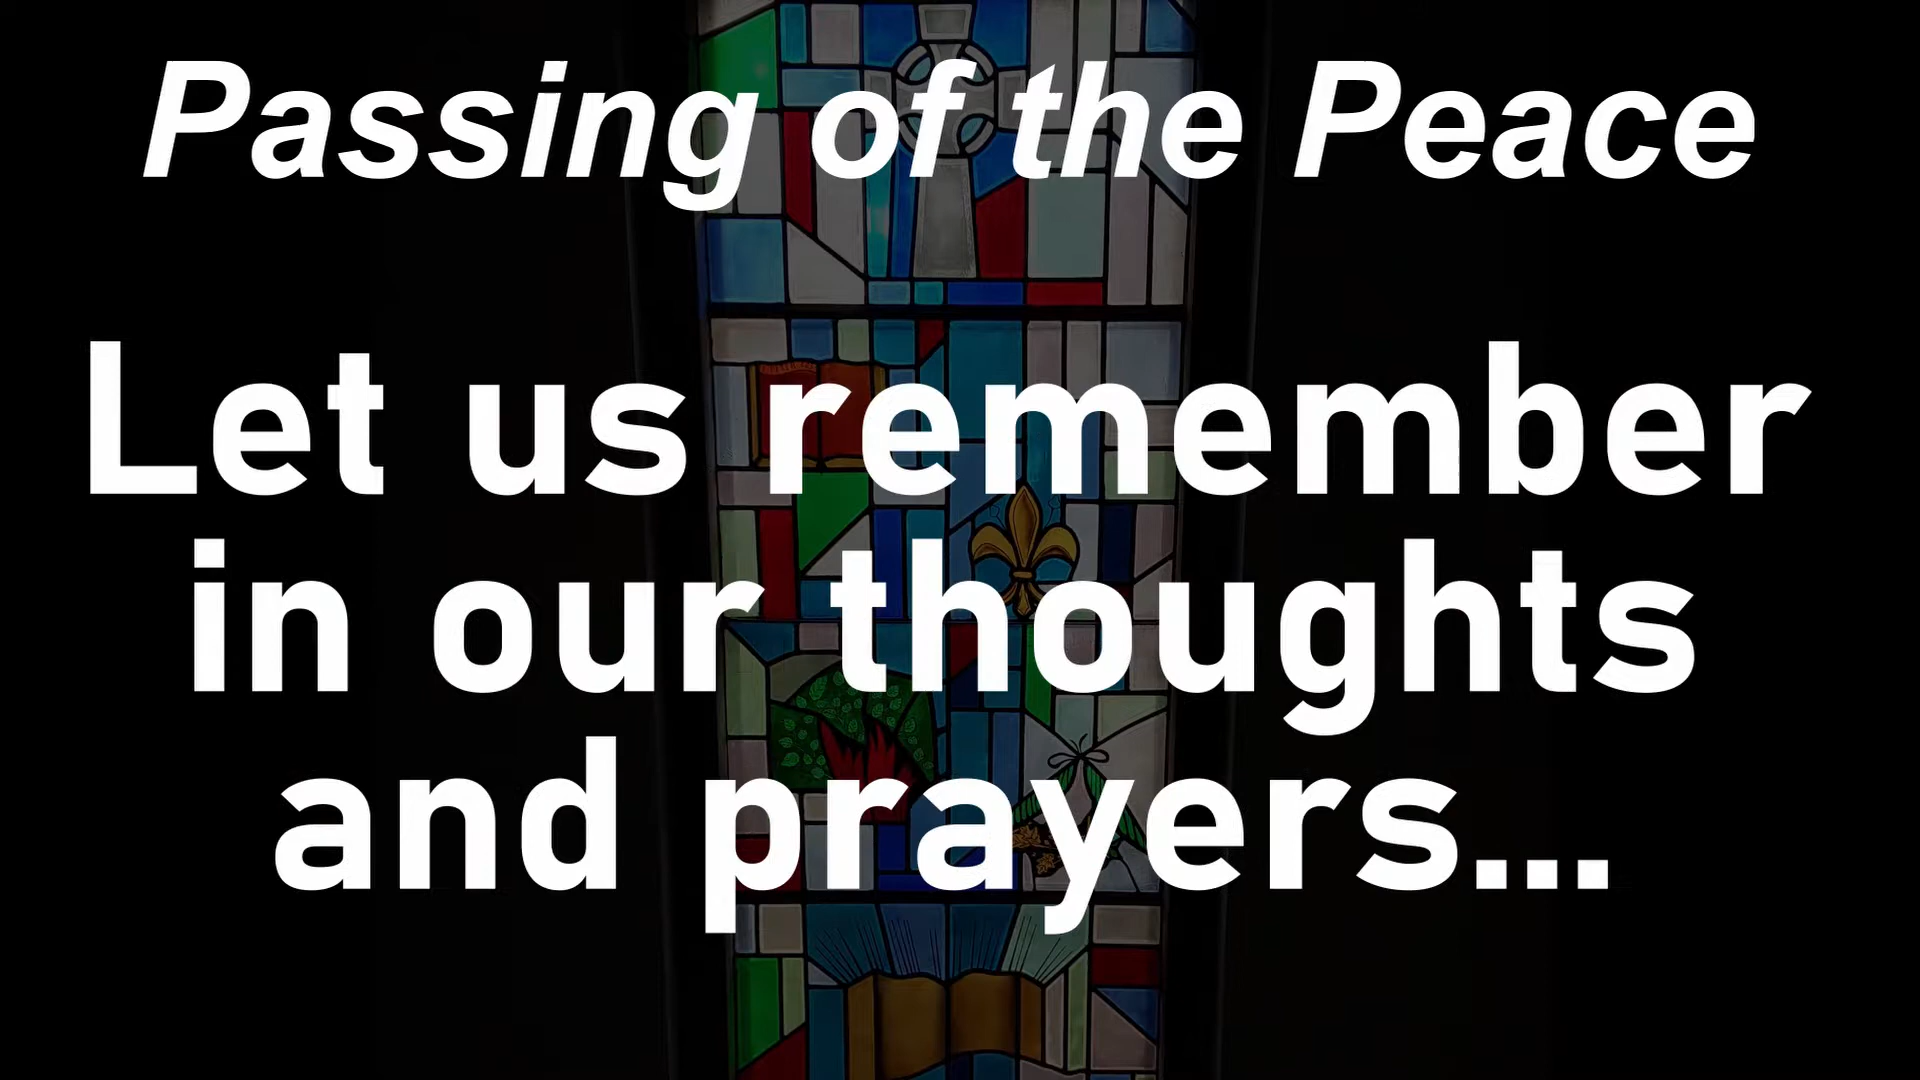 Passing of the Peace
Let us remember
in our thoughts
and prayers...